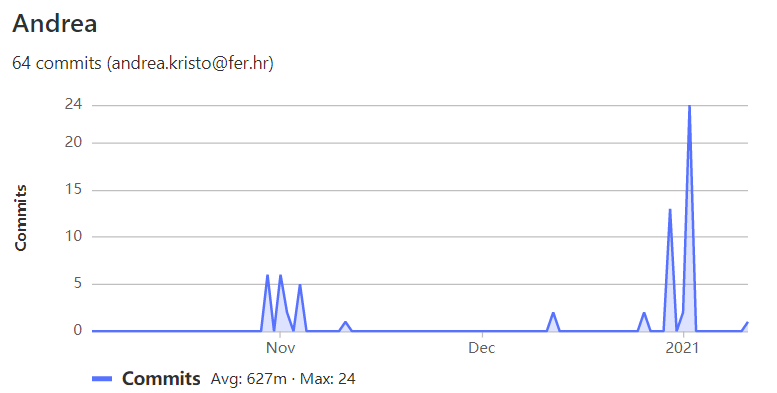 Andrea
64 commits (andrea.kristo@fer.hr)
24
20
15
10
5
0
Commits
Nov Dec 2021
Commits Avg: 627m · Max: 24